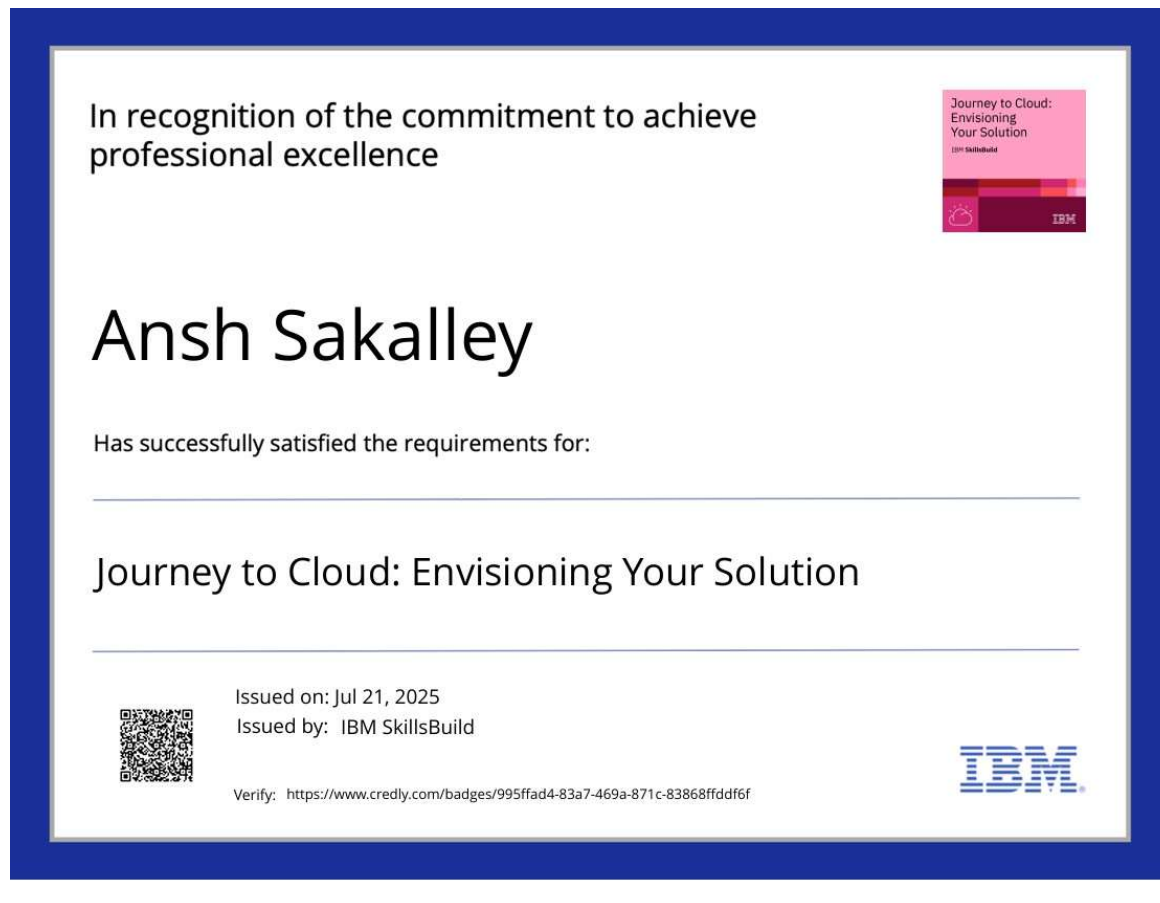 In recognition of the commitment to achieve
professional excellence
Journey to Cloud:
Envisioning
Your Solution
IBM SkillsBuild
IBM
Ansh Sakalley
Has successfully satisfied the requirements for:
Journey to Cloud: Envisioning Your Solution
Issued on: Jul 21, 2025
Issued by: IBM SkillsBuild
Verify: https://www.credly.com/badges/995ffad4-83a7-469a-871c-83868ffddf6f
IBM